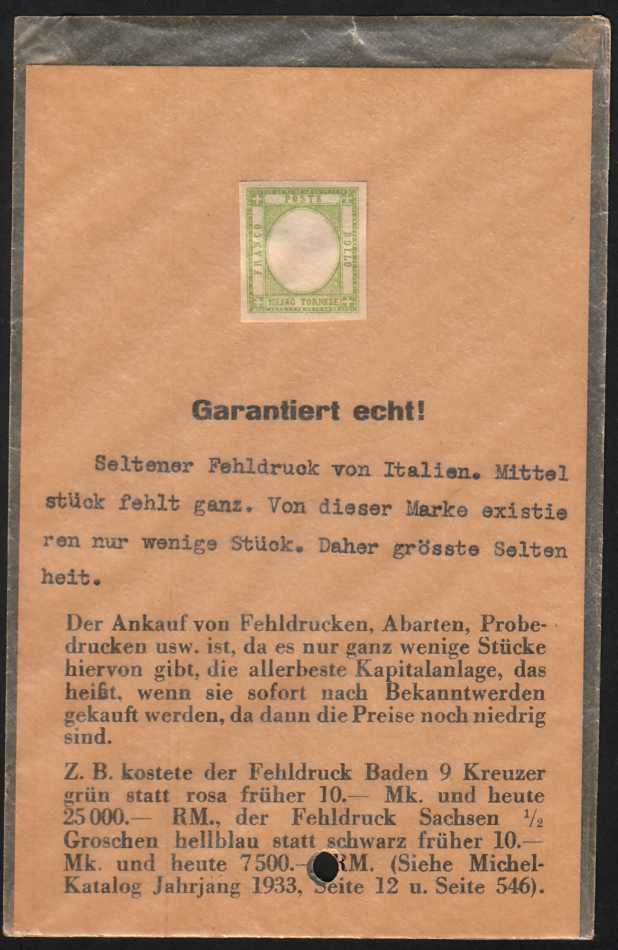 POSTE
FRANCO
BOLLO
MEZZO TORNESE
Garantiert echt!
Seltener Fehldruck von Italien. Mittel
stück fehlt ganz. Von dieser Marke existie
ren nur wenige Stück. Daher grösste Selten
heit.
Der Ankauf von Fehldrucken, Abarten, Probe-
drucken usw. ist, da es nur ganz wenige Stücke
hiervon gibt, die allerbeste Kapitalanlage, das
heißt, wenn sie sofort nach Bekanntwerden
gekauft werden, da dann die Preise noch niedrig
sind.
Z. B. kostete der Fehldruck Baden 9 Kreuzer
grün statt rosa früher 10.— Mk. und heute
25 000.— RM., der Fehldruck Sachsen ½
Groschen hellblau statt schwarz früher 10.—
Mk. und heute 7500.— RM. (Siehe Michel-
Katalog Jahrjang 1933, Seite 12 u. Seite 546).